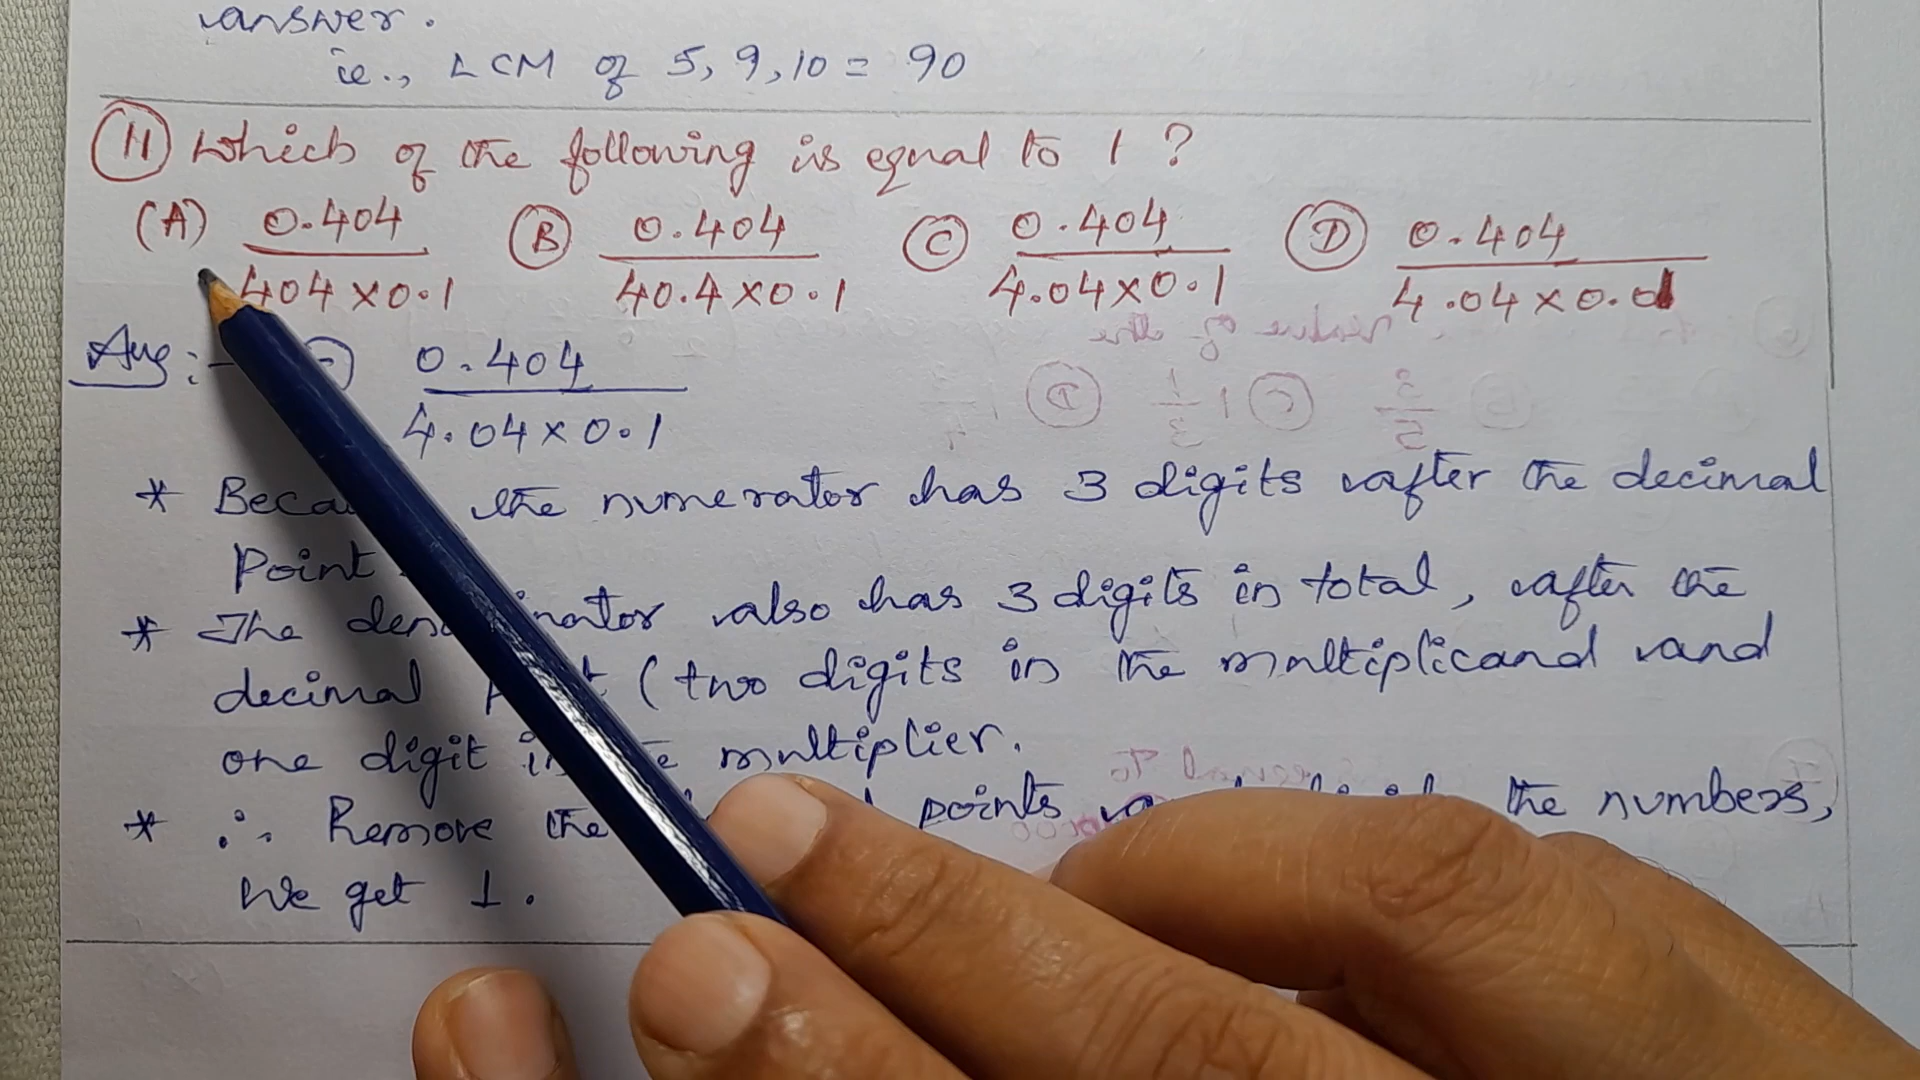 answer.
ie., LCM of 5, 9, 10 = 90
(11) Which of the following is equal to 1 ?
(A) 0.404 / 404 x 0.1 (B) 0.404 / 40.4 x 0.1 (C) 0.404 / 4.04 x 0.1 (D) 0.404 / 4.04 x 0.01
Ans :- 0.404 / 4.04 x 0.1
* the numerator has 3 digits after the decimal
Point.
* The also has 3 digits in total, after the
decimal (two digits in the multiplicand and
one digit multiplier.
* ∴ Remove the points the numbers,
We get 1.